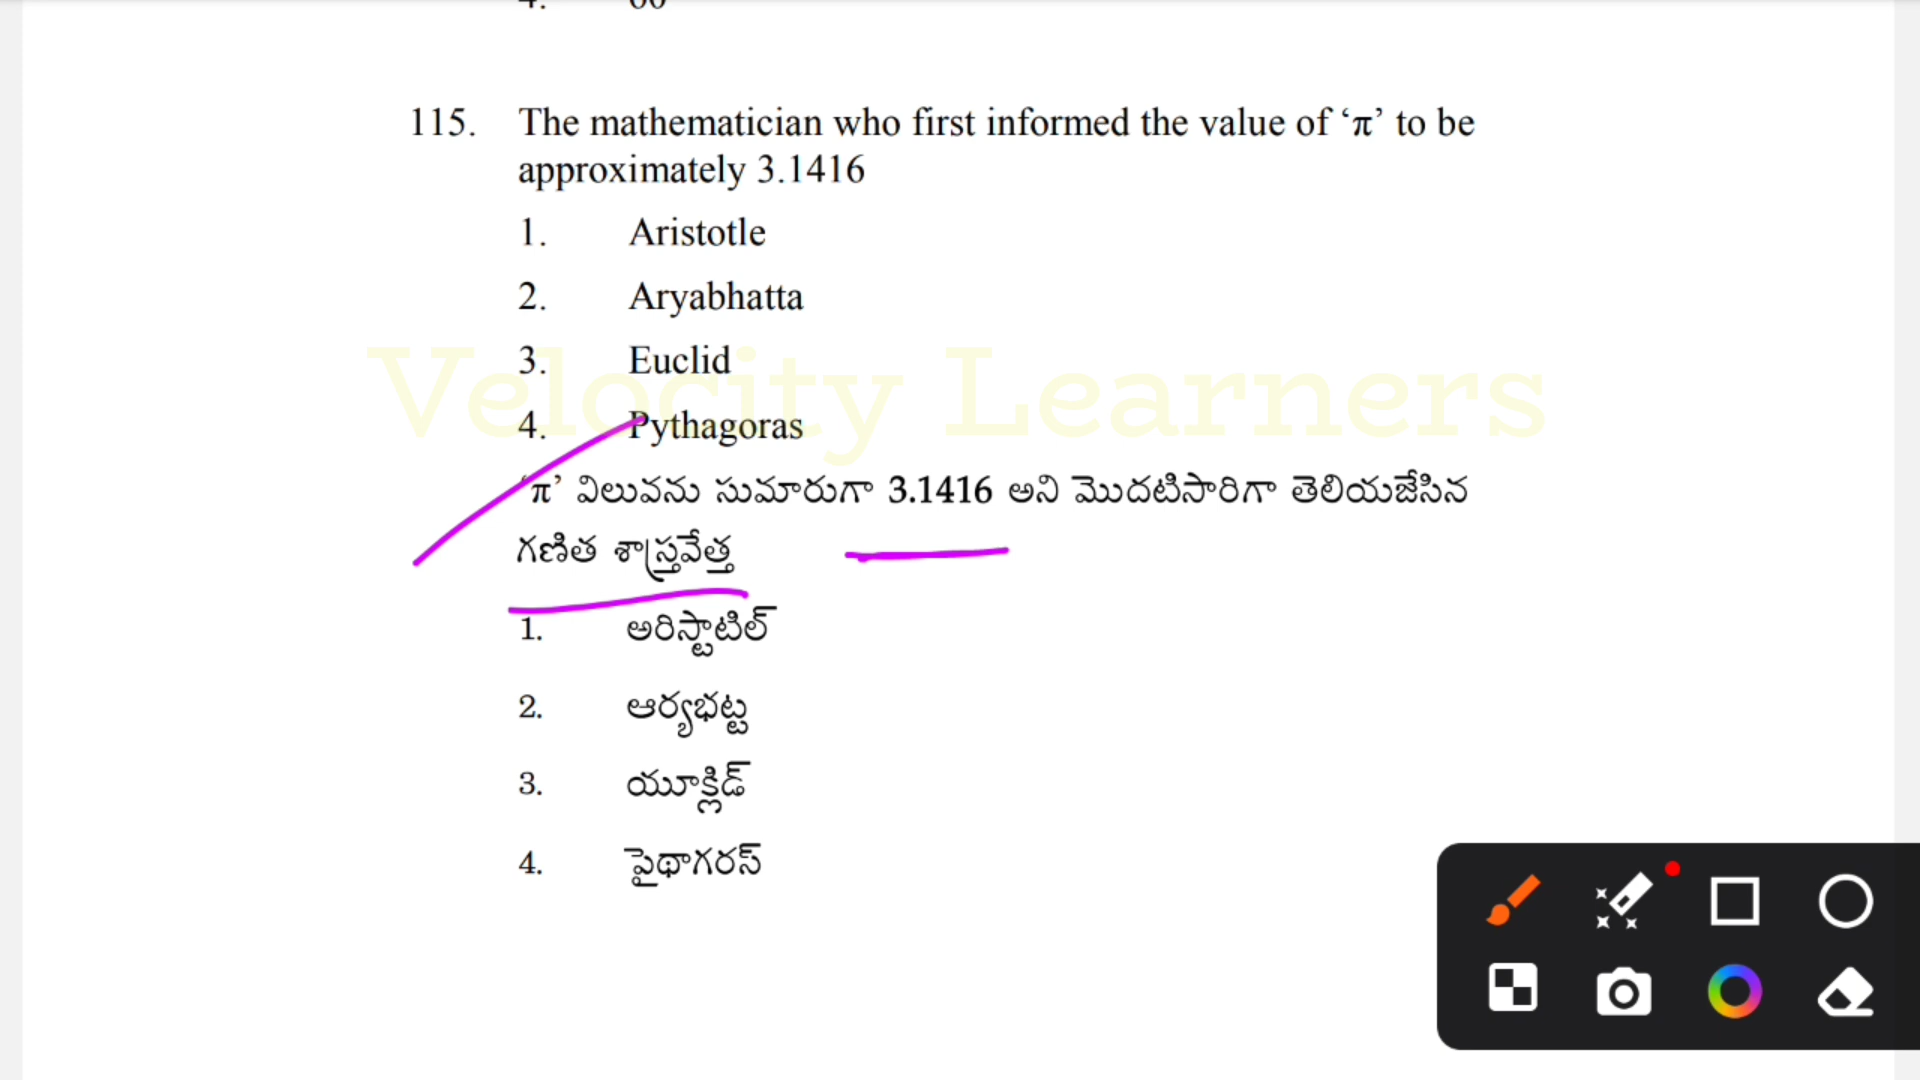 115. The mathematician who first informed the value of ‘π’ to be
approximately 3.1416
1. Aristotle
2. Aryabhatta
3. Euclid
Velocity Learners
4. Pythagoras
‘π’ విలువను సుమారుగా 3.1416 అని మొదటిసారిగా తెలియజేసిన
గణిత శాస్త్రవేత్త
1. అరిస్టాటిల్
2. ఆర్యభట్ట
3. యూక్లిడ్
4. పైథాగరస్